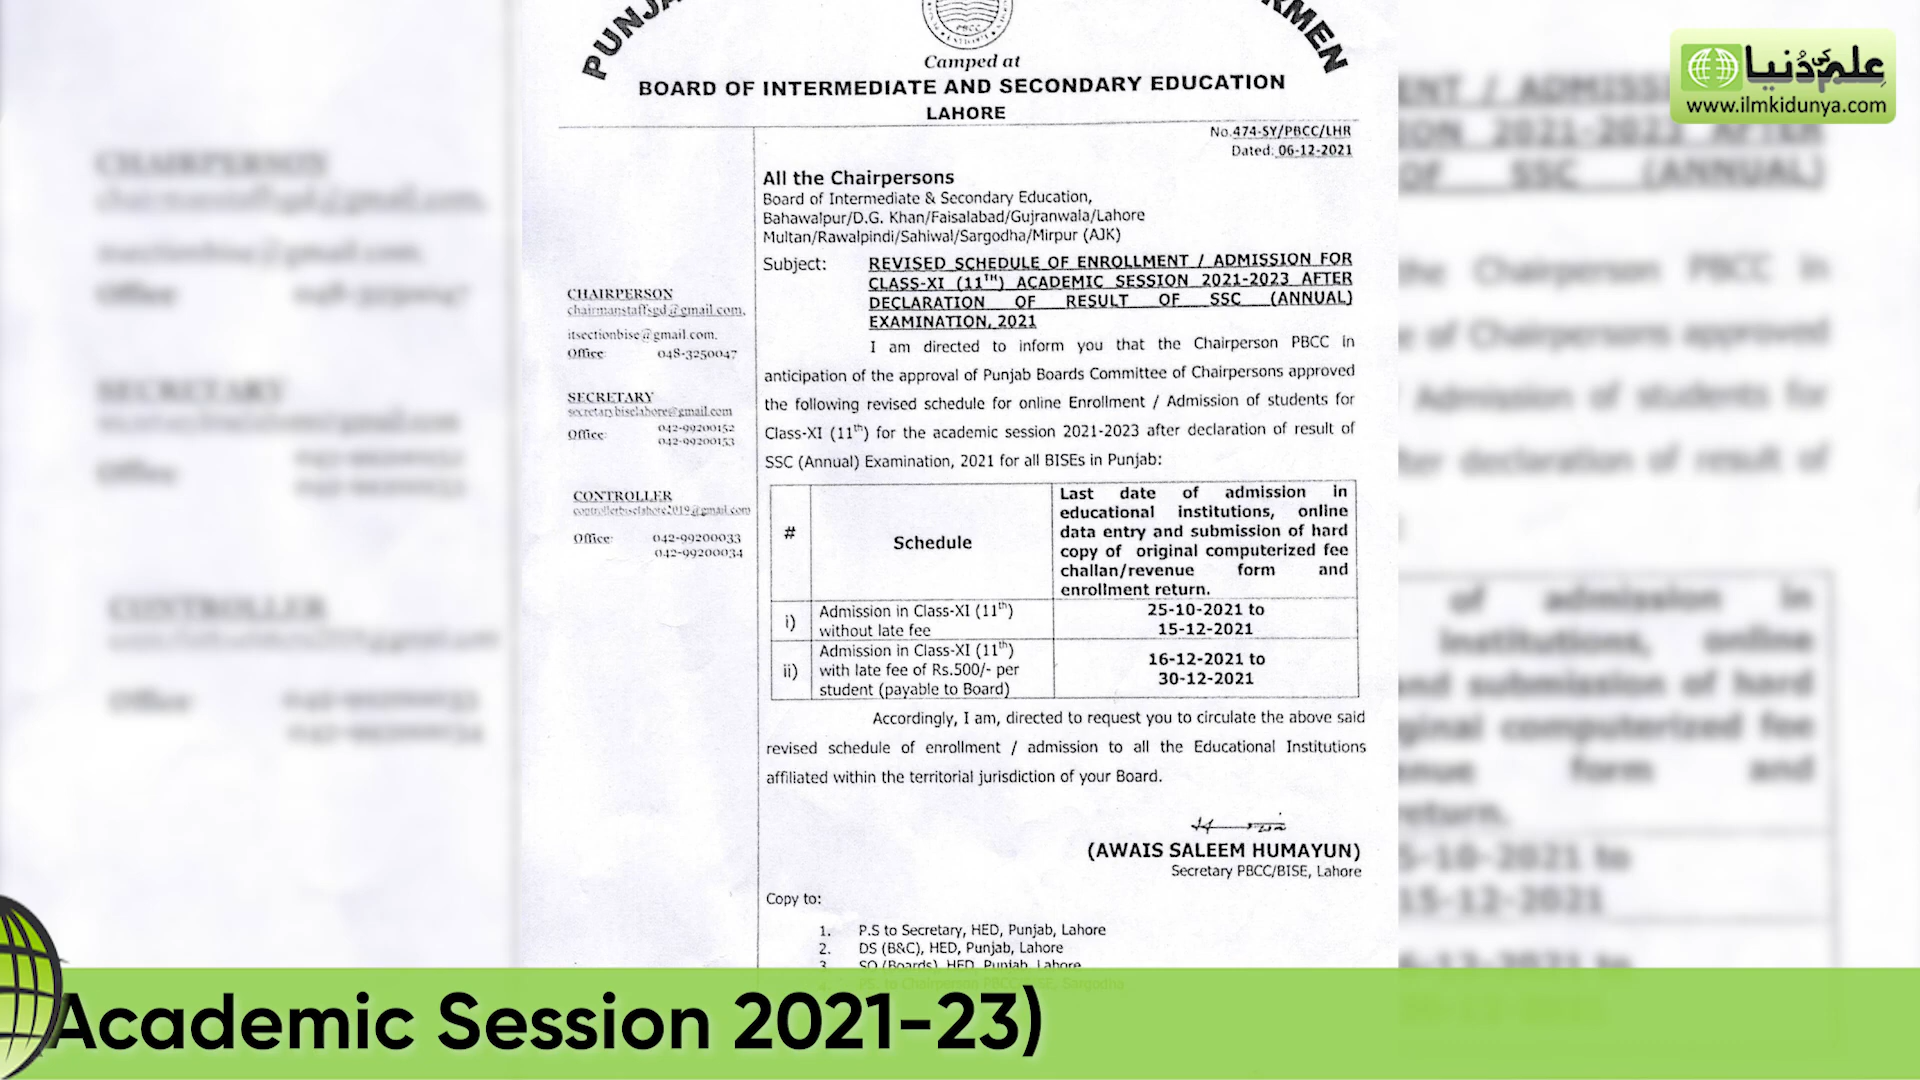 Camped at
BOARD OF INTERMEDIATE AND SECONDARY EDUCATION
LAHORE
No.474-SY/PBCC/LHR
Dated: 06-12-2021
All the Chairpersons
Board of Intermediate & Secondary Education,
Bahawalpur/D.G. Khan/Faisalabad/Gujranwala/Lahore
Multan/Rawalpindi/Sahiwal/Sargodha/Mirpur (AJK)
Subject: REVISED SCHEDULE OF ENROLLMENT / ADMISSION FOR
CLASS-XI (11TH) ACADEMIC SESSION 2021-2023 AFTER
DECLARATION OF RESULT OF SSC (ANNUAL)
EXAMINATION, 2021
I am directed to inform you that the Chairperson PBCC in
anticipation of the approval of Punjab Boards Committee of Chairpersons approved
the following revised schedule for online Enrollment / Admission of students for
Class-XI (11th) for the academic session 2021-2023 after declaration of result of
SSC (Annual) Examination, 2021 for all BISEs in Punjab:
CHAIRPERSON
chairmanstaffsgd@gmail.com,
itsectionbise@gmail.com,
Office 048-3250047
SECRETARY
secretarybiselahore@gmail.com
Office: 042-99200152
042-99200153
CONTROLLER
controllerbiselahore2019@gmail.com
Office: 042-99200033
042-99200034
#
Schedule
Last date of admission in
educational institutions, online
data entry and submission of hard
copy of original computerized fee
challan/revenue form and
enrollment return.
i)
Admission in Class-XI (11th)
without late fee
25-10-2021 to
15-12-2021
ii)
Admission in Class-XI (11th)
with late fee of Rs.500/- per
student (payable to Board)
16-12-2021 to
30-12-2021
Accordingly, I am, directed to request you to circulate the above said
revised schedule of enrollment / admission to all the Educational Institutions
affiliated within the territorial jurisdiction of your Board.
(AWAIS SALEEM HUMAYUN)
Secretary PBCC/BISE, Lahore
Copy to:
1. P.S to Secretary, HED, Punjab, Lahore
2. DS (B&C), HED, Punjab, Lahore
3. SO (Boards), HED, Punjab, Lahore
علم کی دُنیا
www.ilmkidunya.com
Academic Session 2021-23)